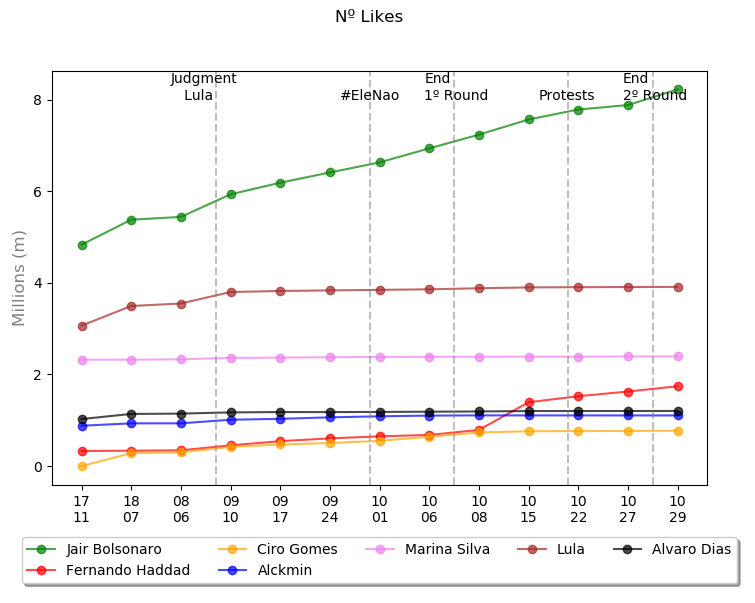 Nº Likes
Judgment
Lula
#EleNao
End
1º Round
Protests
End
2º Round
Millions (m)
8
6
4
2
0
17 18 08 09 09 09 10 10 10 10 10 10 10
11 07 06 10 17 24 01 06 08 15 22 27 29
Jair Bolsonaro Ciro Gomes Marina Silva Lula Alvaro Dias
Fernando Haddad Alckmin